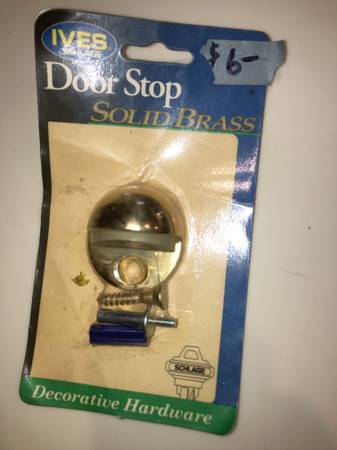 IVES
$6-
Door Stop
SOLID BRASS
SCHLAGE
Decorative Hardware